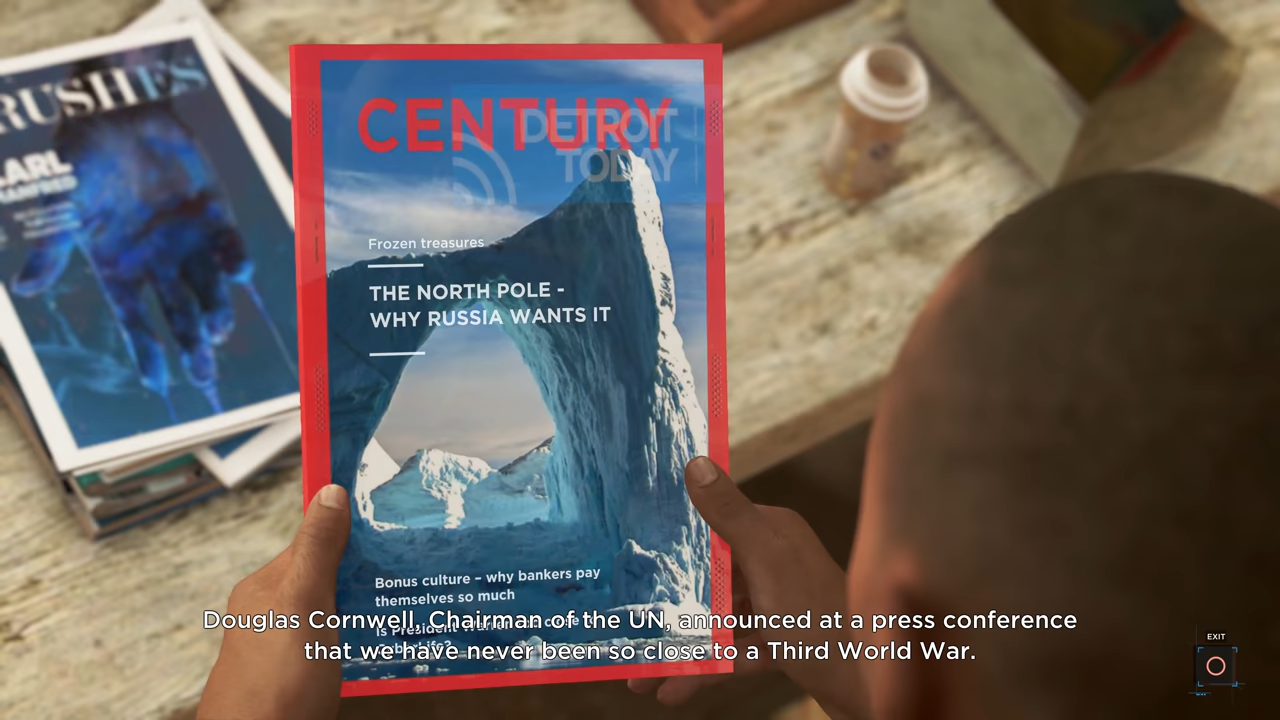 RUSHES
CENTURY
DETROIT
TODAY
Frozen treasures
THE NORTH POLE -
WHY RUSSIA WANTS IT
Bonus culture – why bankers pay
themselves so much
Is President
Douglas Cornwell, Chairman of the UN, announced at a press conference
that we have never been so close to a Third World War.
EXIT